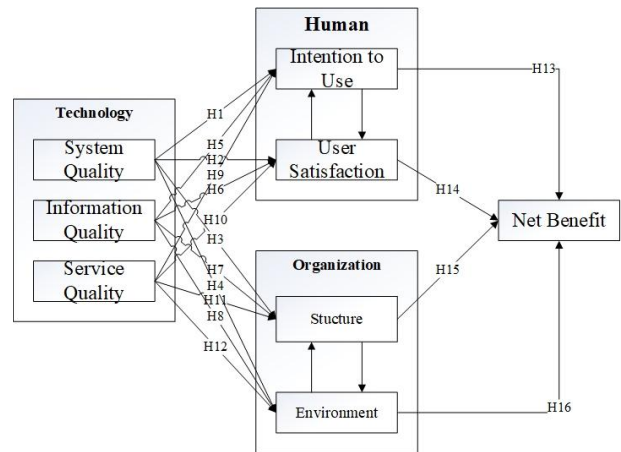 Human
Intention to
Use
H13
Technology
H1
System
Quality
H5
H2
User
Satisfaction
H9
H6
H14
Information
Quality
H10
Net Benefit
H3
Organization
H15
Service
Quality
H7
H4
H11
Stucture
H8
H12
Environment
H16